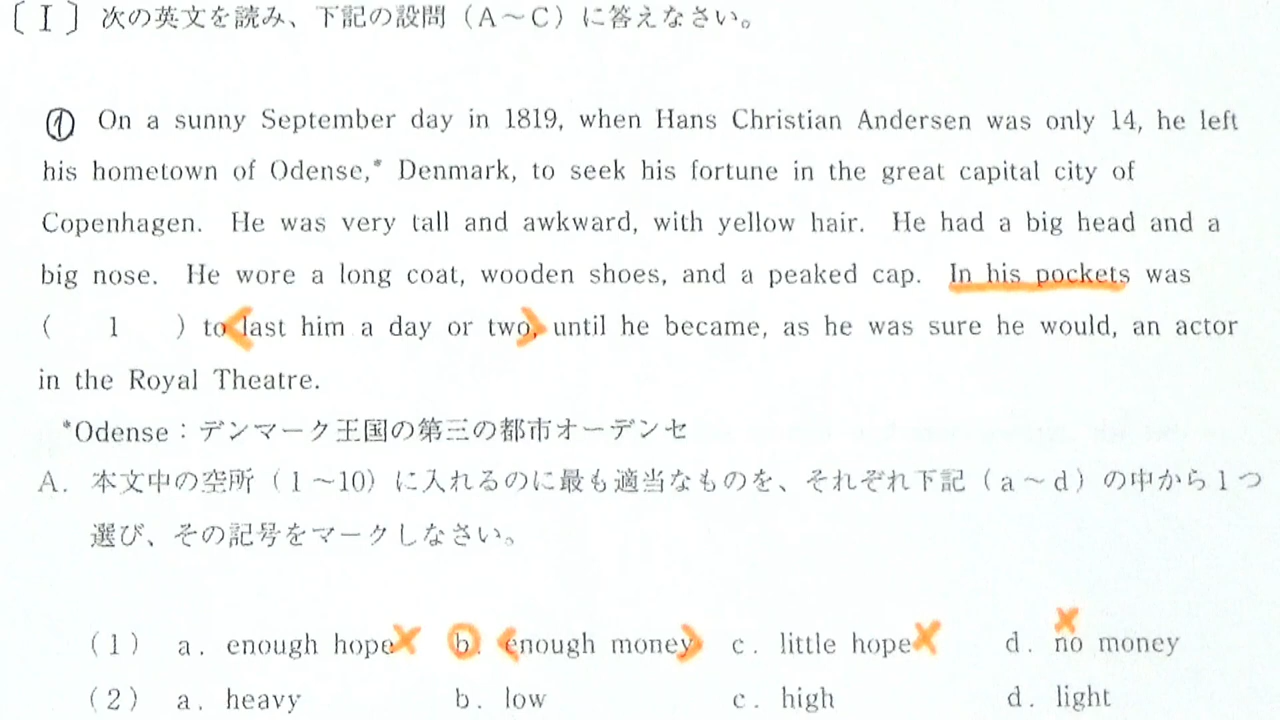 〔Ⅰ〕次の英文を読み、下記の設問（A～C）に答えなさい。
① On a sunny September day in 1819, when Hans Christian Andersen was only 14, he left
his hometown of Odense,* Denmark, to seek his fortune in the great capital city of
Copenhagen. He was very tall and awkward, with yellow hair. He had a big head and a
big nose. He wore a long coat, wooden shoes, and a peaked cap. In his pockets was
( 1 ) to last him a day or two, until he became, as he was sure he would, an actor
in the Royal Theatre.
*Odense：デンマーク王国の第三の都市オーデンセ
A. 本文中の空所（1～10）に入れるのに最も適当なものを、それぞれ下記（a～d）の中から1つ
選び、その記号をマークしなさい。
(1) a. enough hope b. enough money c. little hope d. no money
(2) a. heavy b. low c. high d. light